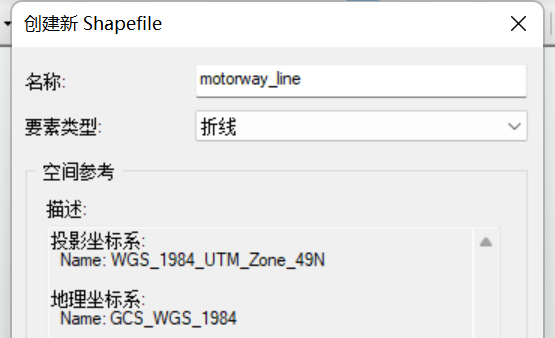 创建新 Shapefile
名称:
motorway_line
要素类型:
折线
空间参考
描述:
投影坐标系:
Name: WGS_1984_UTM_Zone_49N
地理坐标系:
Name: GCS_WGS_1984